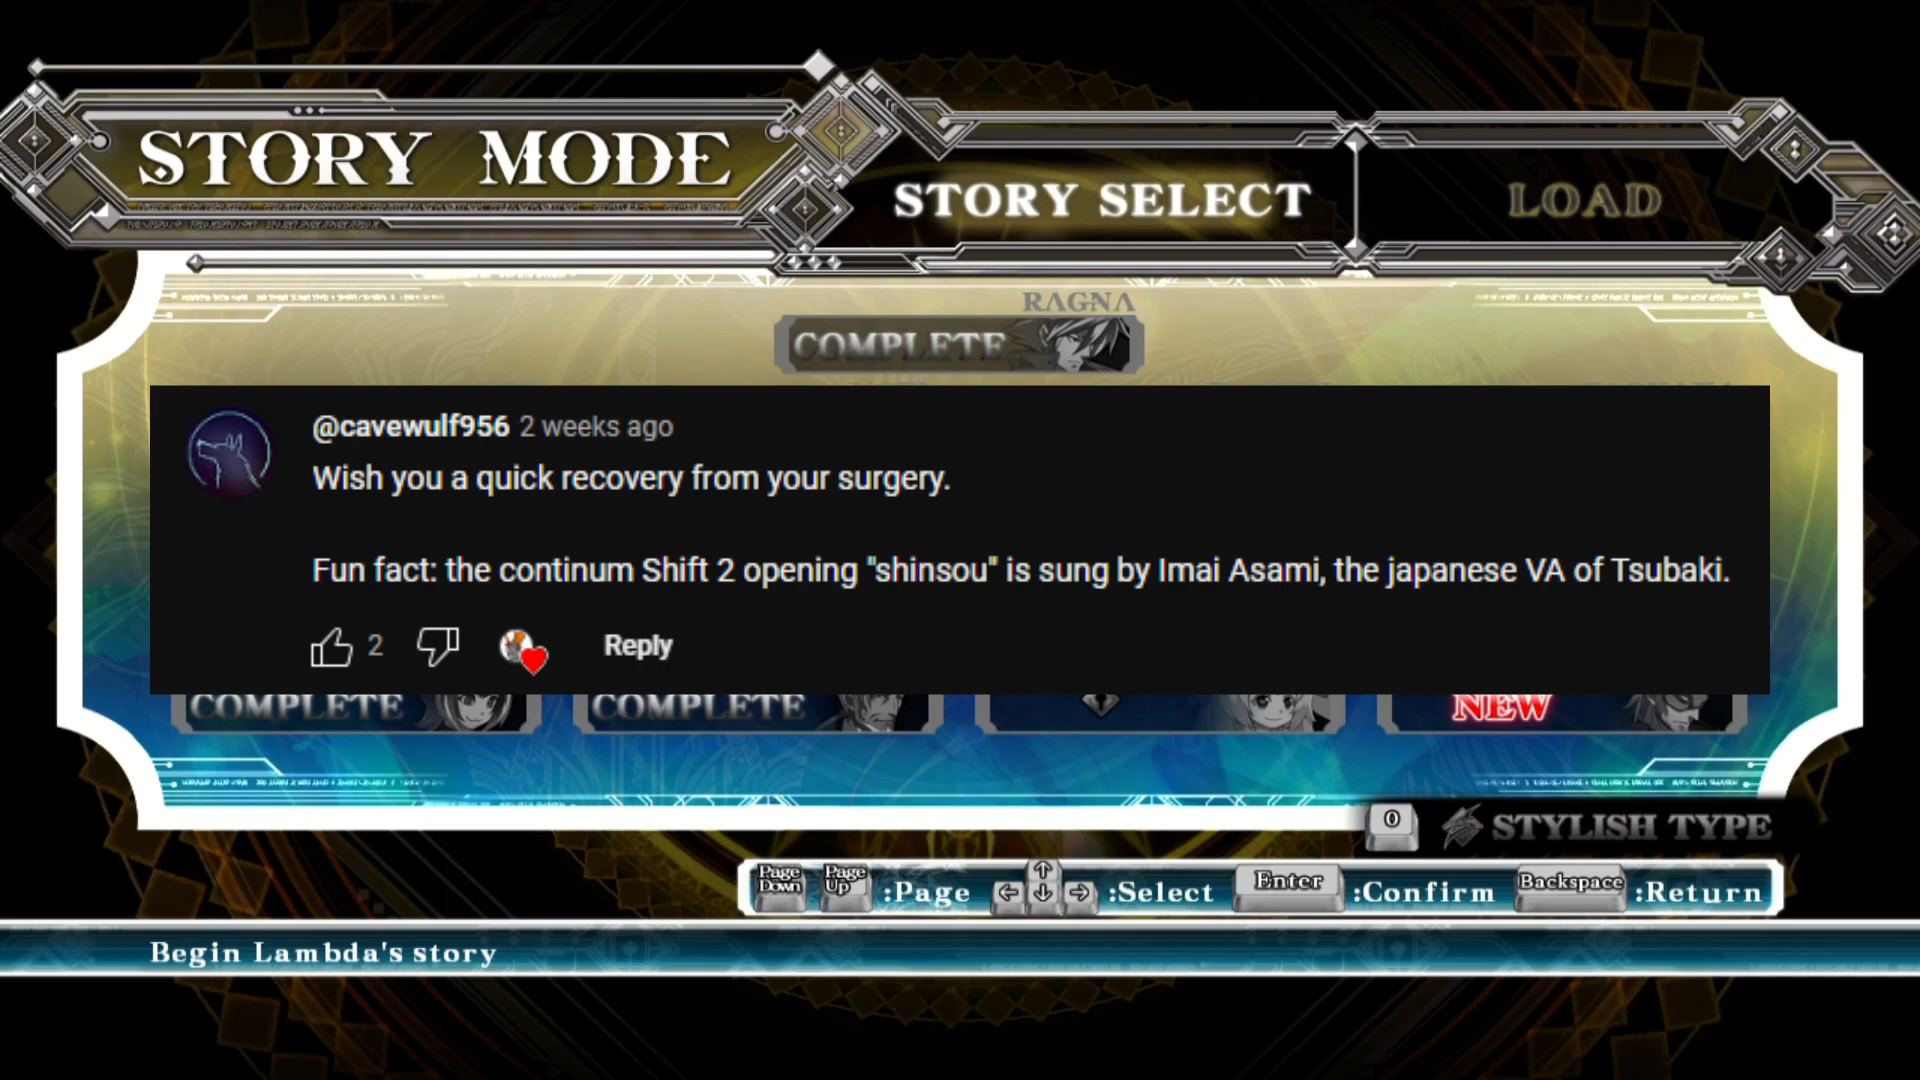 STORY MODE
STORY SELECT
LOAD
RAGNA
COMPLETE
@cavewulf956 2 weeks ago
Wish you a quick recovery from your surgery.
Fun fact: the continum Shift 2 opening "shinsou" is sung by Imai Asami, the japanese VA of Tsubaki.
2
Reply
COMPLETE
COMPLETE
NEW
0
STYLISH TYPE
Page Down Page Up :Page :Select Enter :Confirm Backspace :Return
Begin Lambda's story